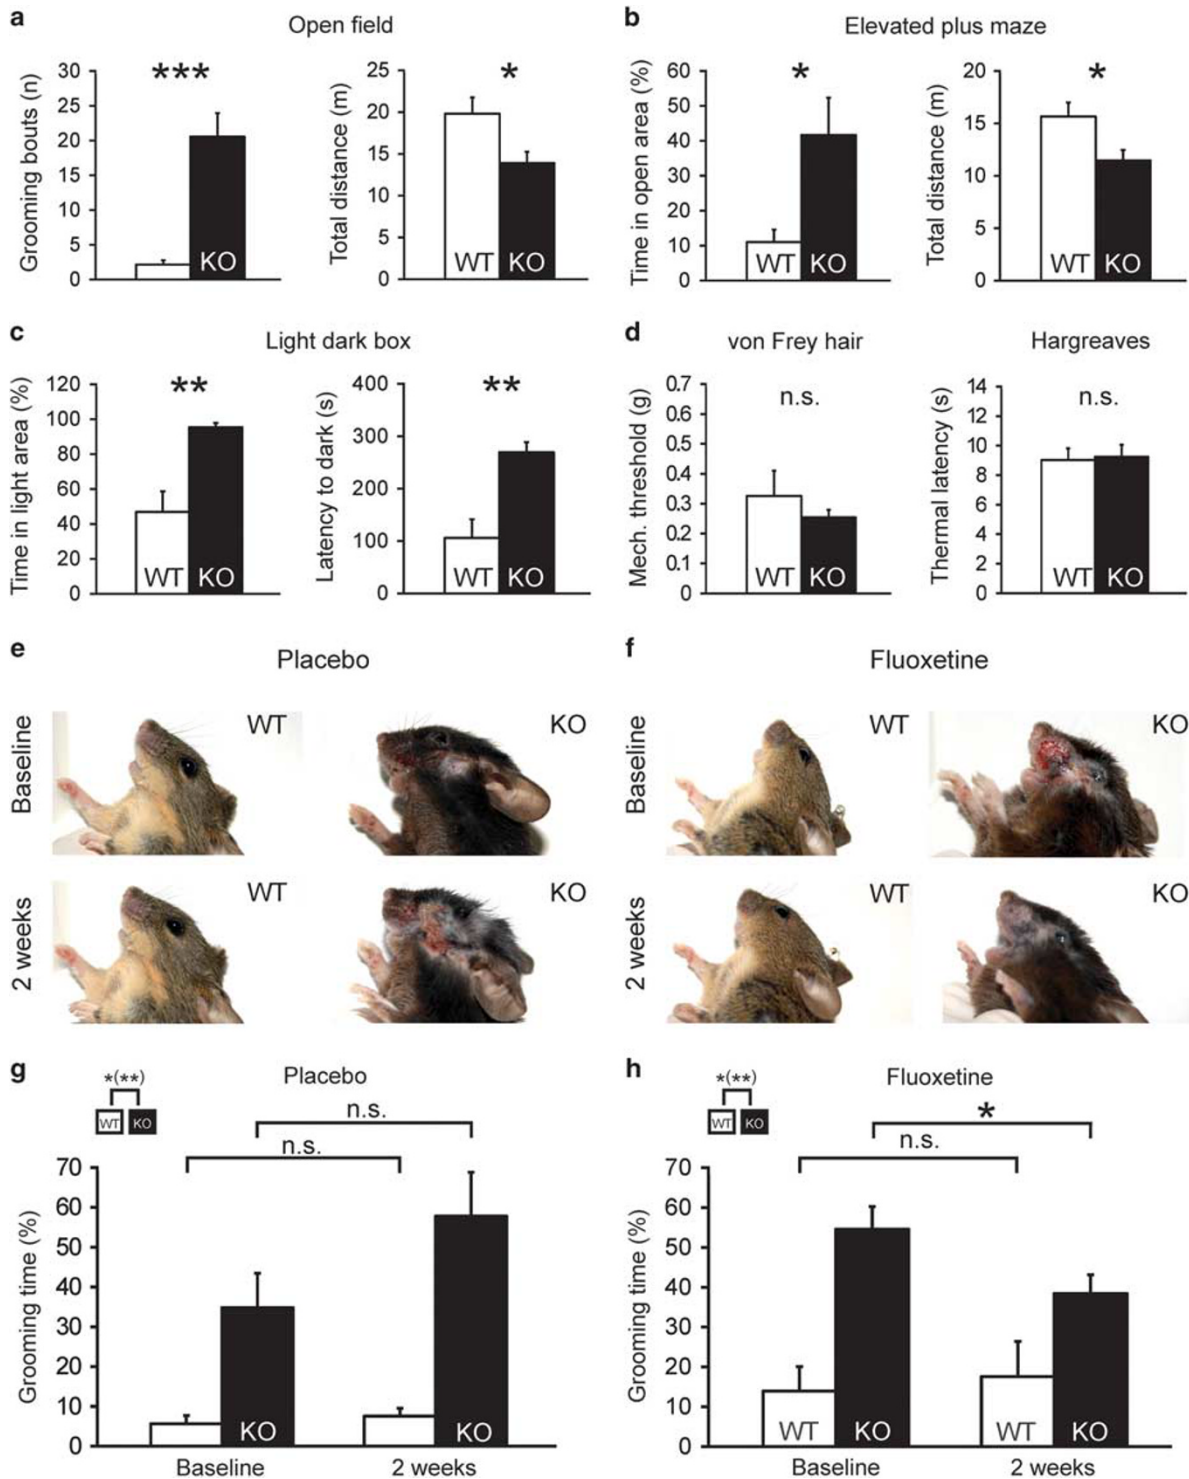 a
Open field
Grooming bouts (n)
30
25
20
15
10
5
0
***
KO
Total distance (m)
25
20
15
10
5
0
*
WT KO
b
Elevated plus maze
Time in open area (%)
60
50
40
30
20
10
0
*
WT KO
Total distance (m)
20
15
10
5
0
*
WT KO
c
Light dark box
Time in light area (%)
120
100
80
60
40
20
0
**
WT KO
Latency to dark (s)
400
300
200
100
0
**
WT KO
d
von Frey hair
Mech. threshold (g)
0.7
0.6
0.5
0.4
0.3
0.2
0.1
0
n.s.
WT KO
Hargreaves
Thermal latency (s)
14
12
10
8
6
4
2
0
n.s.
WT KO
e
Placebo
Baseline
WT
KO
2 weeks
WT
KO
f
Fluoxetine
Baseline
WT
KO
2 weeks
WT
KO
g
Placebo
*(**)
WT KO
n.s.
n.s.
Grooming time (%)
70
60
50
40
30
20
10
0
KO
KO
Baseline 2 weeks
h
Fluoxetine
*(**)
WT KO
*
n.s.
Grooming time (%)
70
60
50
40
30
20
10
0
WT KO
WT KO
Baseline 2 weeks